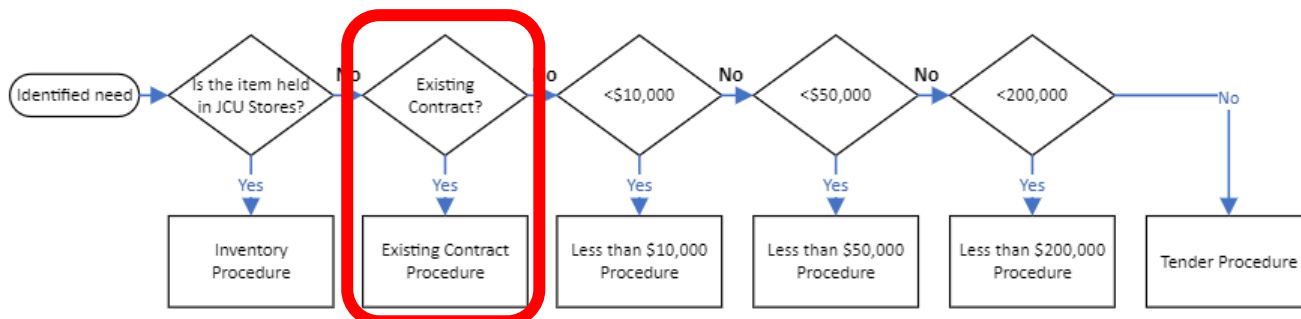 Identified need
Is the item held
in JCU Stores?
No
Existing
Contract?
No
<$10,000
No
<$50,000
No
<200,000
No
Yes
Yes
Yes
Yes
Yes
Inventory
Procedure
Existing Contract
Procedure
Less than $10,000
Procedure
Less than $50,000
Procedure
Less than $200,000
Procedure
Tender Procedure